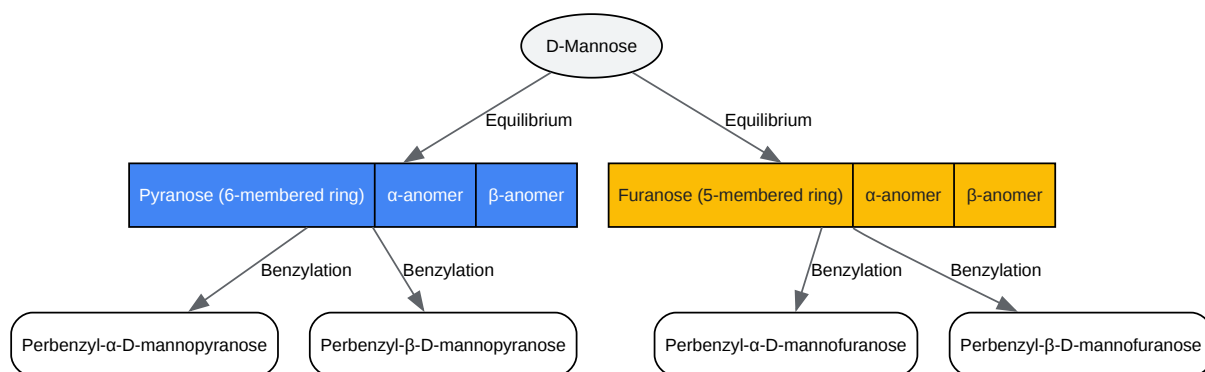 D-Mannose
Equilibrium
Equilibrium
Pyranose (6-membered ring)
α-anomer
β-anomer
Furanose (5-membered ring)
α-anomer
β-anomer
Benzylation
Benzylation
Benzylation
Benzylation
Perbenzyl-α-D-mannopyranose
Perbenzyl-β-D-mannopyranose
Perbenzyl-α-D-mannofuranose
Perbenzyl-β-D-mannofuranose